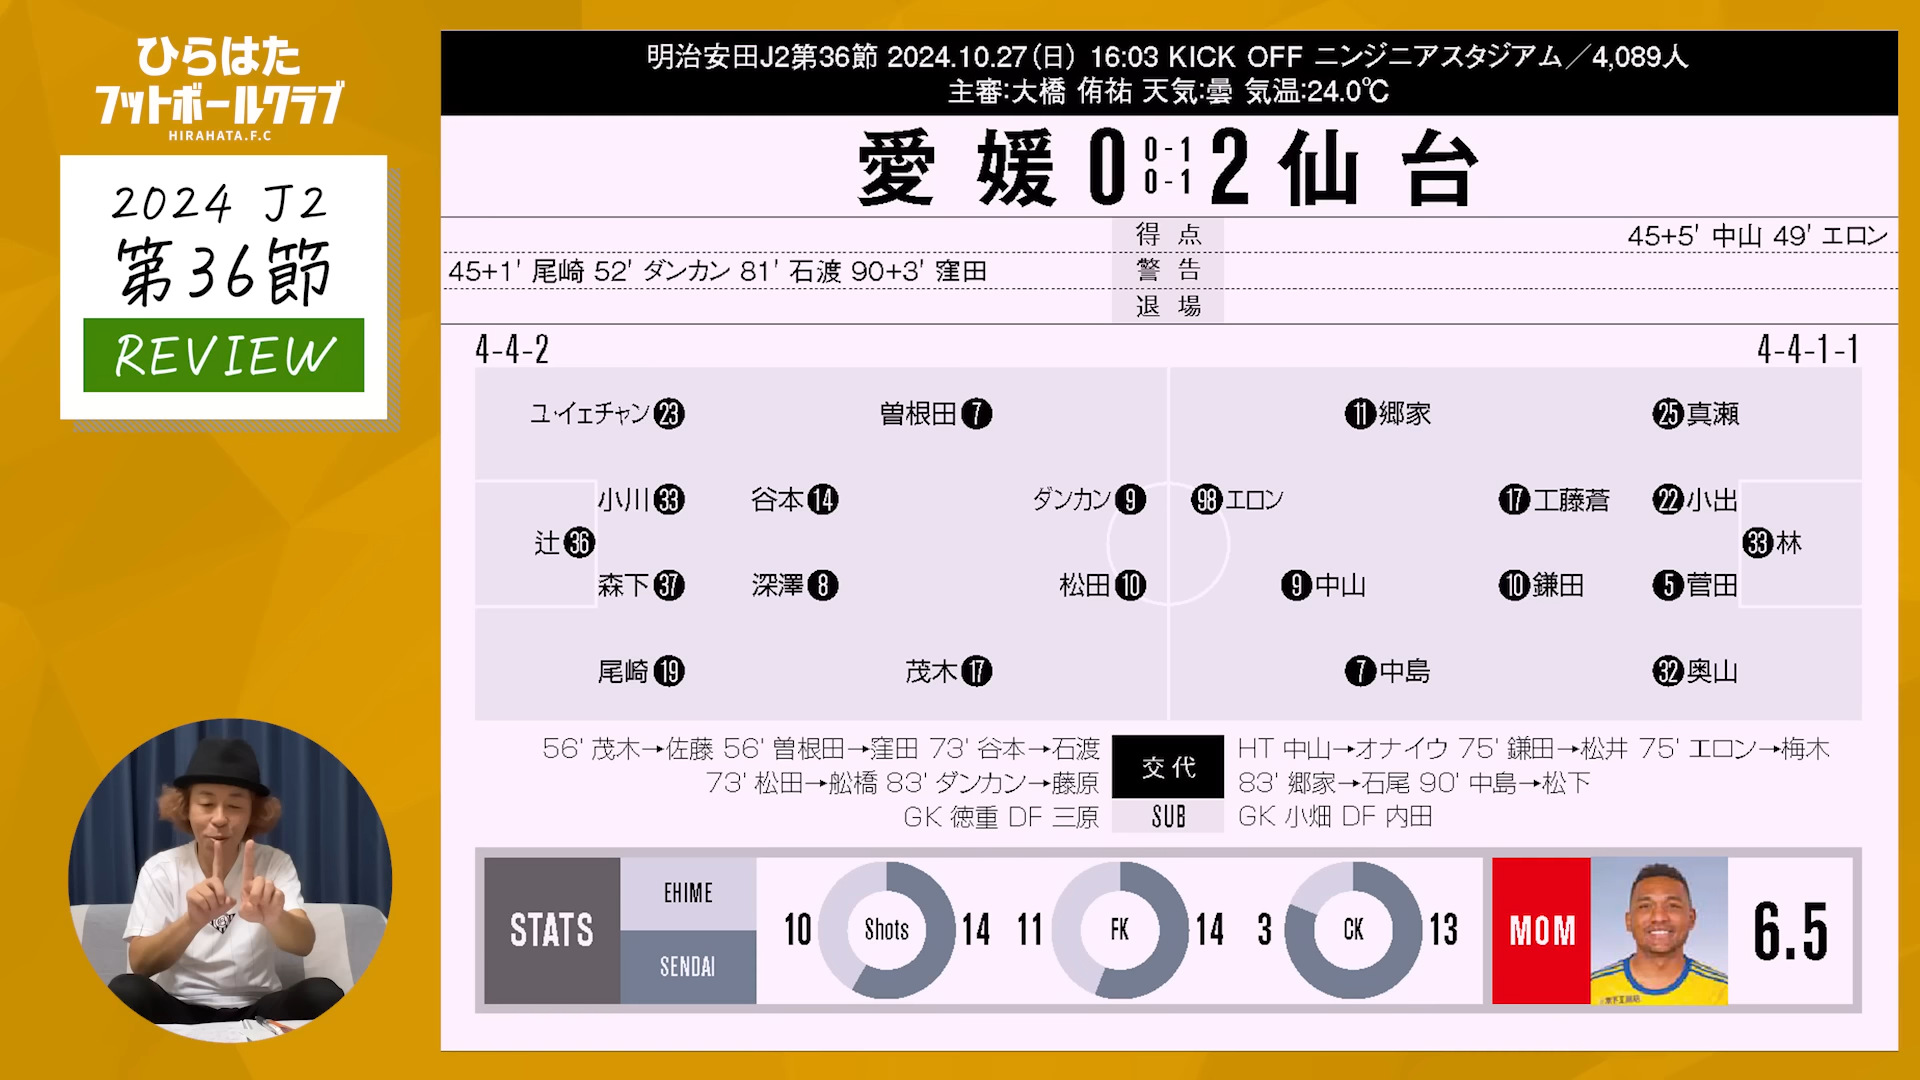 ひらはた
フットボールクラブ
HIRAHATA.F.C
2024 J2
第36節
REVIEW
明治安田J2第36節 2024.10.27(日) 16:03 KICK OFF ニンジニアスタジアム／4,089人
主審:大橋 侑祐 天気:曇 気温:24.0℃
愛媛 0 0-1 2 仙台
0-1
得点 45+5' 中山 49' エロン
45+1' 尾崎 52' ダンカン 81' 石渡 90+3' 窪田 警告
退場
4-4-2 4-4-1-1
ユ・イェチャン 23 曽根田 7 11 郷家 25 真瀬
小川 33 谷本 14 ダンカン 9 98 エロン 17 工藤蒼 22 小出
辻 36 33 林
森下 37 深澤 8 松田 10 9 中山 10 鎌田 5 菅田
尾崎 19 茂木 17 7 中島 32 奥山
56' 茂木→佐藤 56' 曽根田→窪田 73' 谷本→石渡
73' 松田→舩橋 83' ダンカン→藤原
交代
HT 中山→オナイウ 75' 鎌田→松井 75' エロン→梅木
83' 郷家→石尾 90' 中島→松下
GK 徳重 DF 三原 SUB GK 小畑 DF 内田
STATS
EHIME
SENDAI
10 Shots 14 11 FK 14 3 CK 13
MOM
6.5